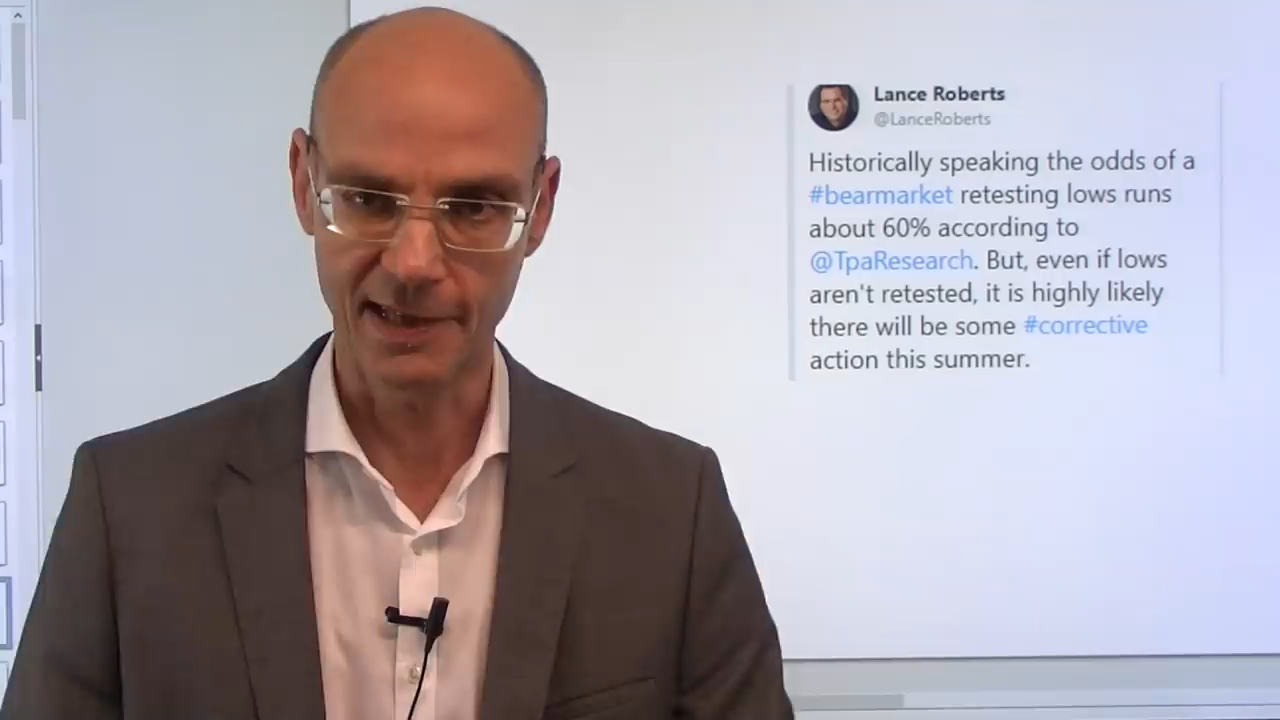 Lance Roberts
@LanceRoberts
Historically speaking the odds of a
#bearmarket retesting lows runs
about 60% according to
@TpaResearch. But, even if lows
aren't retested, it is highly likely
there will be some #corrective
action this summer.